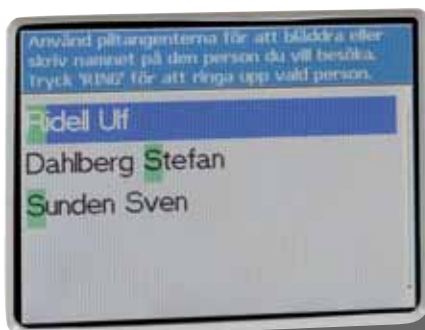 Använd piltangenterna för att bläddra eller
skriv namnet på den person du vill besöka.
Tryck 'RING' för att ringa upp vald person.
Ridell Ulf
Dahlberg Stefan
Sunden Sven